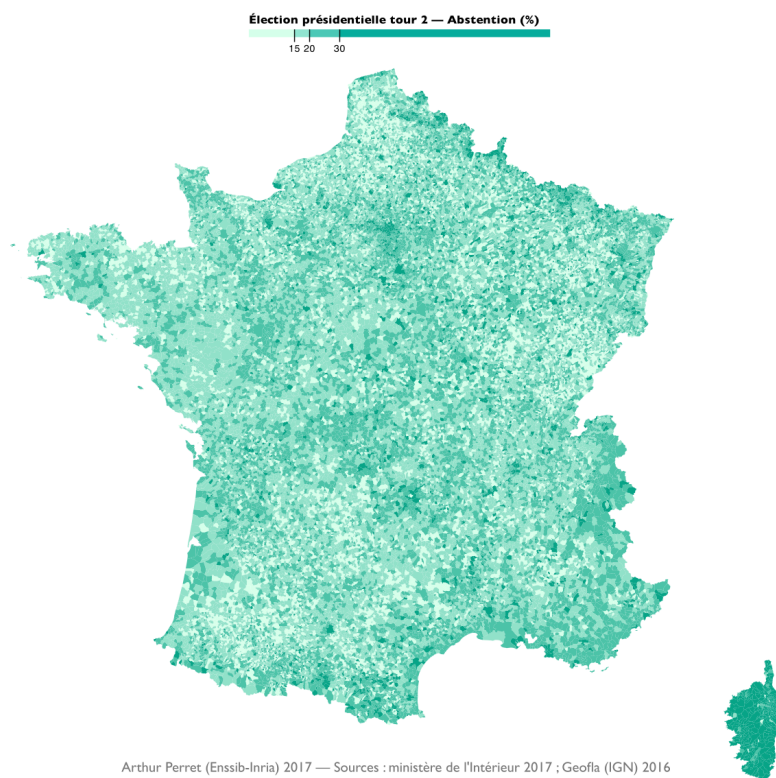 Élection présidentielle tour 2 — Abstention (%)
15 20 30
Arthur Perret (Enssib-Inria) 2017 — Sources : ministère de l'Intérieur 2017 ; Geofla (IGN) 2016